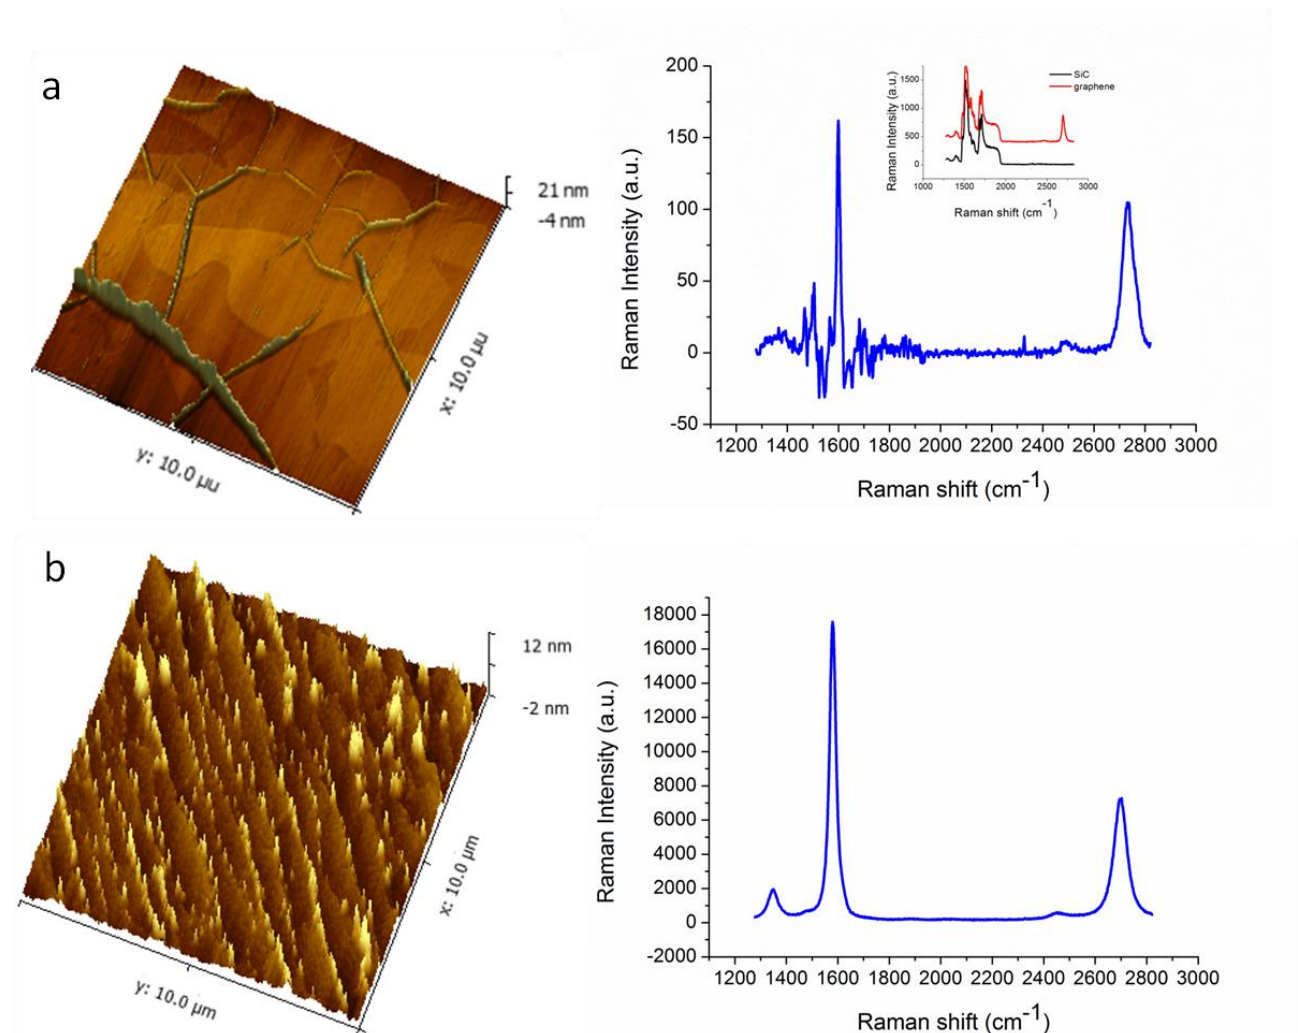 a
21 nm
-4 nm
x: 10.0 µu
y: 10.0 µu
200
150
100
50
0
-50
Raman Intensity (a.u.)
1200 1400 1600 1800 2000 2200 2400 2600 2800 3000
Raman shift (cm-1)
SiC
graphene
1500
1000
500
0
Raman Intensity (a.u.)
1000 1500 2000 2500 3000
Raman shift (cm-1)
b
12 nm
-2 nm
x: 10.0 µm
y: 10.0 µm
18000
16000
14000
12000
10000
8000
6000
4000
2000
0
-2000
Raman Intensity (a.u.)
1200 1400 1600 1800 2000 2200 2400 2600 2800 3000
Raman shift (cm-1)